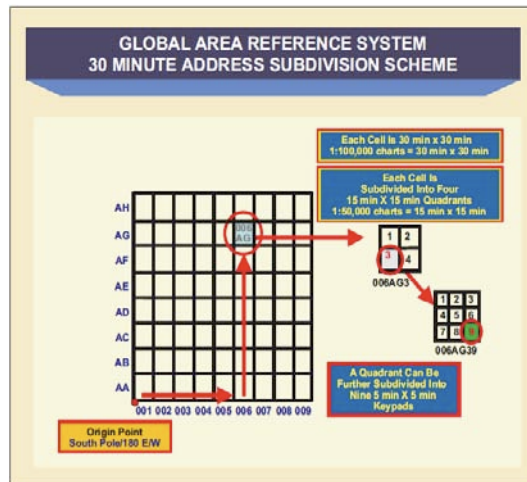 GLOBAL AREA REFERENCE SYSTEM
30 MINUTE ADDRESS SUBDIVISION SCHEME
Each Cell Is 30 min x 30 min
1:100,000 charts = 30 min x 30 min
Each Cell Is
Subdivided Into Four
15 min X 15 min Quadrants
1:50,000 charts = 15 min x 15 min
AH
AG
AF
AE
AD
AC
AB
AA
006
AG
1 2
3 4
006AG3
1 2 3
4 5 6
7 8 9
006AG39
001 002 003 004 005 006 007 008 009
A Quadrant Can Be
Further Subdivided Into
Nine 5 min X 5 min
Keypads
Origin Point
South Pole/180 E/W